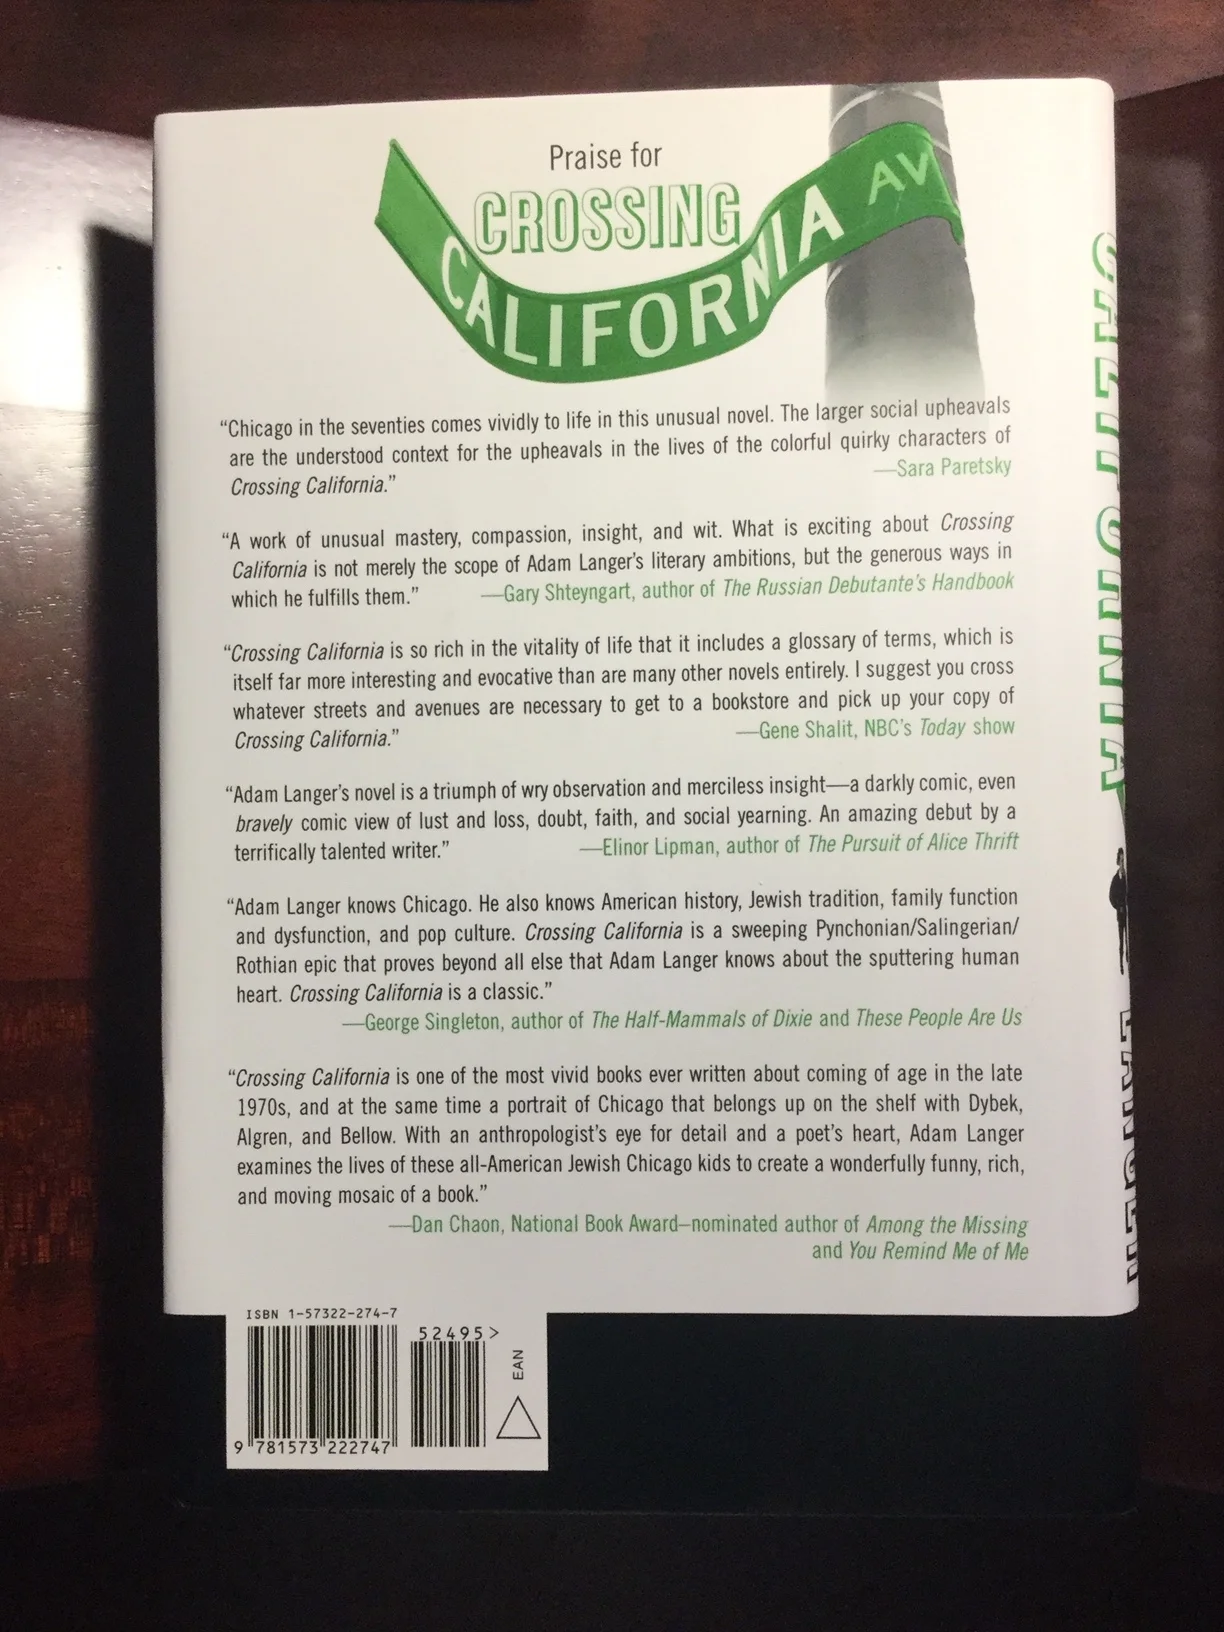 Praise for
CROSSING
CALIFORNIA AV
“Chicago in the seventies comes vividly to life in this unusual novel. The larger social upheavals
are the understood context for the upheavals in the lives of the colorful quirky characters of
Crossing California.” —Sara Paretsky
“A work of unusual mastery, compassion, insight, and wit. What is exciting about Crossing
California is not merely the scope of Adam Langer’s literary ambitions, but the generous ways in
which he fulfills them.” —Gary Shteyngart, author of The Russian Debutante’s Handbook
“Crossing California is so rich in the vitality of life that it includes a glossary of terms, which is
itself far more interesting and evocative than are many other novels entirely. I suggest you cross
whatever streets and avenues are necessary to get to a bookstore and pick up your copy of
Crossing California.” —Gene Shalit, NBC’s Today show
“Adam Langer’s novel is a triumph of wry observation and merciless insight—a darkly comic, even
bravely comic view of lust and loss, doubt, faith, and social yearning. An amazing debut by a
terrifically talented writer.” —Elinor Lipman, author of The Pursuit of Alice Thrift
“Adam Langer knows Chicago. He also knows American history, Jewish tradition, family function
and dysfunction, and pop culture. Crossing California is a sweeping Pynchonian/Salingerian/
Rothian epic that proves beyond all else that Adam Langer knows about the sputtering human
heart. Crossing California is a classic.”
—George Singleton, author of The Half-Mammals of Dixie and These People Are Us
“Crossing California is one of the most vivid books ever written about coming of age in the late
1970s, and at the same time a portrait of Chicago that belongs up on the shelf with Dybek,
Algren, and Bellow. With an anthropologist’s eye for detail and a poet’s heart, Adam Langer
examines the lives of these all-American Jewish Chicago kids to create a wonderfully funny, rich,
and moving mosaic of a book.”
—Dan Chaon, National Book Award–nominated author of Among the Missing
and You Remind Me of Me
ISBN 1-57322-274-7
52495>
EAN
9 781573 222747
CALIFORNIA
LANGER